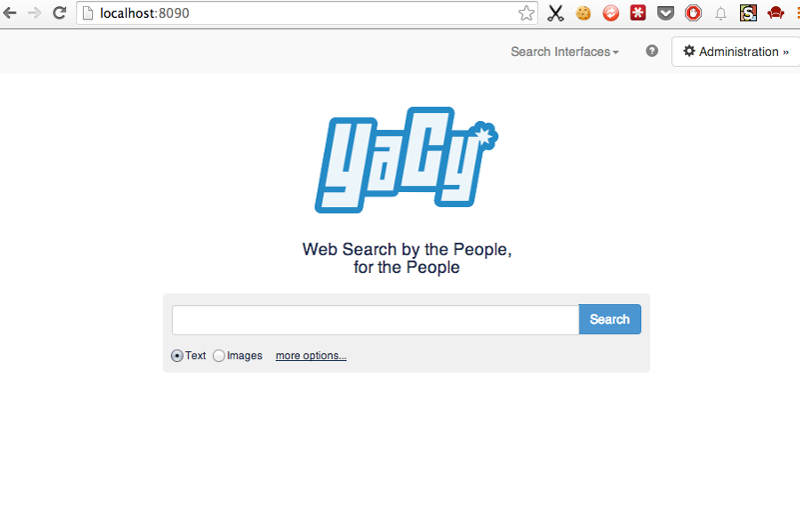 localhost:8090
Search Interfaces
Administration »
YaCy
Web Search by the People,
for the People
Search
Text Images more options...